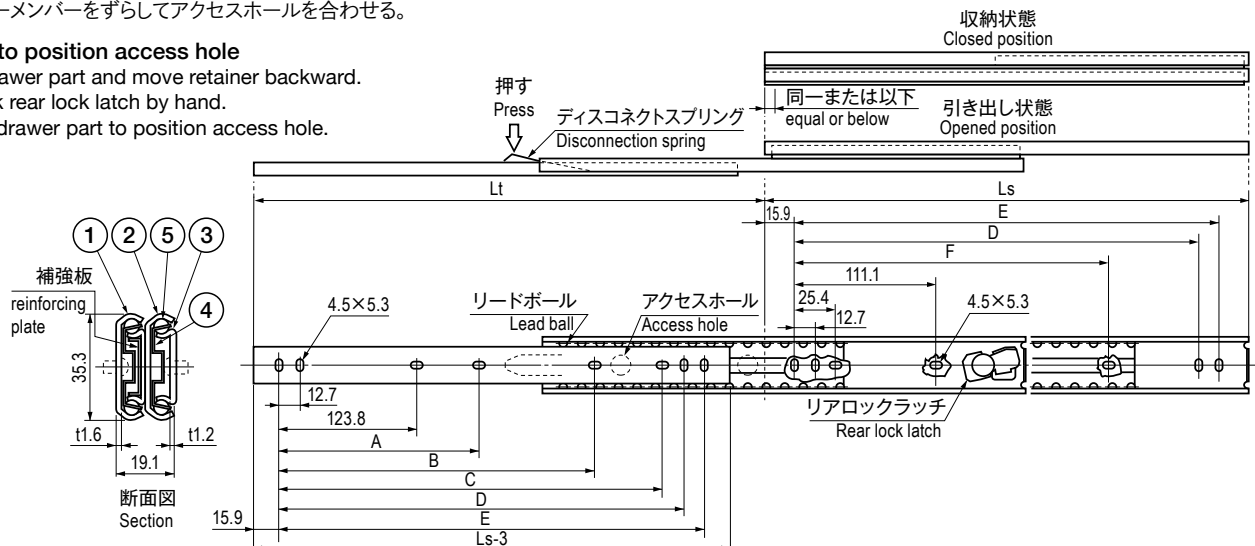 ーメンバーをずらしてアクセスホールを合わせる。
to position access hole
awer part and move retainer backward.
k rear lock latch by hand.
drawer part to position access hole.
収納状態
Closed position
同一または以下
equal or below
引き出し状態
Opened position
押す
Press
ディスコネクトスプリング
Disconnection spring
Lt
Ls
15.9
E
D
F
111.1
25.4
12.7
4.5×5.3
1 2 5 3
4
補強板
reinforcing
plate
35.3
t1.6
t1.2
19.1
断面図
Section
4.5×5.3
リードボール
Lead ball
アクセスホール
Access hole
リアロックラッチ
Rear lock latch
12.7
123.8
A
B
C
D
15.9
E
Ls-3